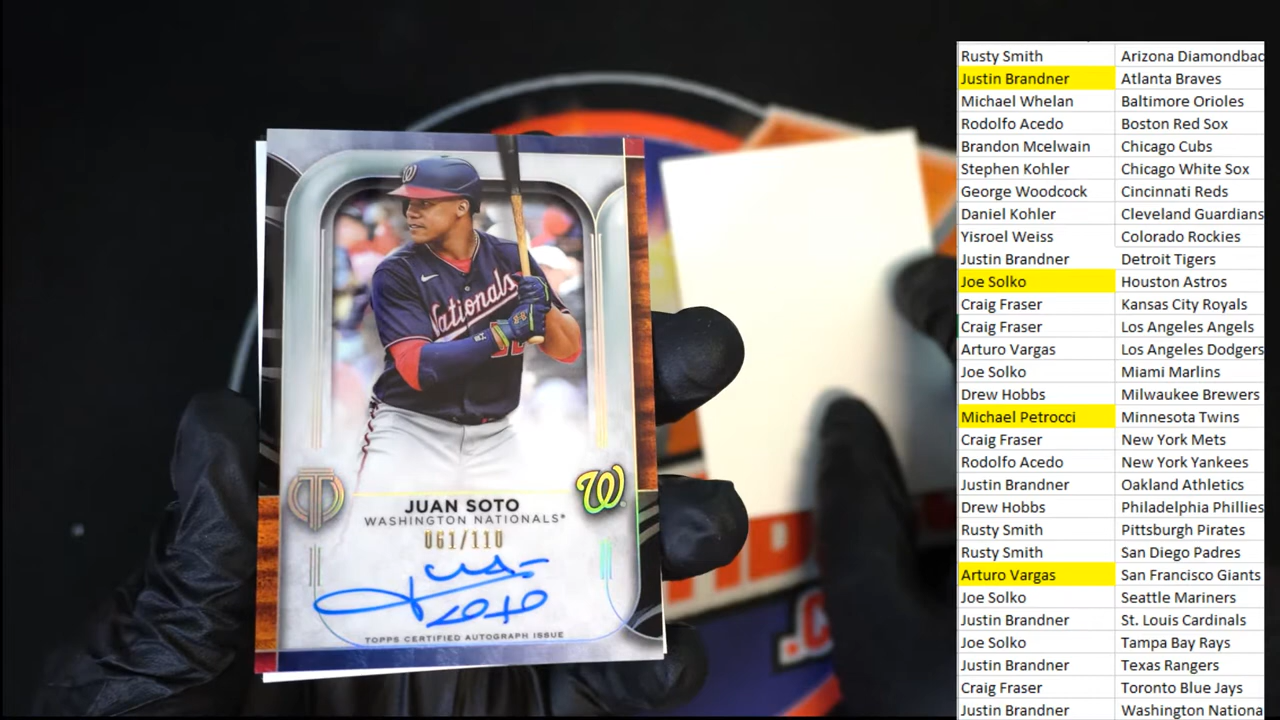 Nationals
JUAN SOTO
WASHINGTON NATIONALS*
061/110
TOPPS CERTIFIED AUTOGRAPH ISSUE
Rusty Smith Arizona Diamondbac
Justin Brandner Atlanta Braves
Michael Whelan Baltimore Orioles
Rodolfo Acedo Boston Red Sox
Brandon Mcelwain Chicago Cubs
Stephen Kohler Chicago White Sox
George Woodcock Cincinnati Reds
Daniel Kohler Cleveland Guardians
Yisroel Weiss Colorado Rockies
Justin Brandner Detroit Tigers
Joe Solko Houston Astros
Craig Fraser Kansas City Royals
Craig Fraser Los Angeles Angels
Arturo Vargas Los Angeles Dodgers
Joe Solko Miami Marlins
Drew Hobbs Milwaukee Brewers
Michael Petrocci Minnesota Twins
Craig Fraser New York Mets
Rodolfo Acedo New York Yankees
Justin Brandner Oakland Athletics
Drew Hobbs Philadelphia Phillies
Rusty Smith Pittsburgh Pirates
Rusty Smith San Diego Padres
Arturo Vargas San Francisco Giants
Joe Solko Seattle Mariners
Justin Brandner St. Louis Cardinals
Joe Solko Tampa Bay Rays
Justin Brandner Texas Rangers
Craig Fraser Toronto Blue Jays
Justin Brandner Washington Nationa